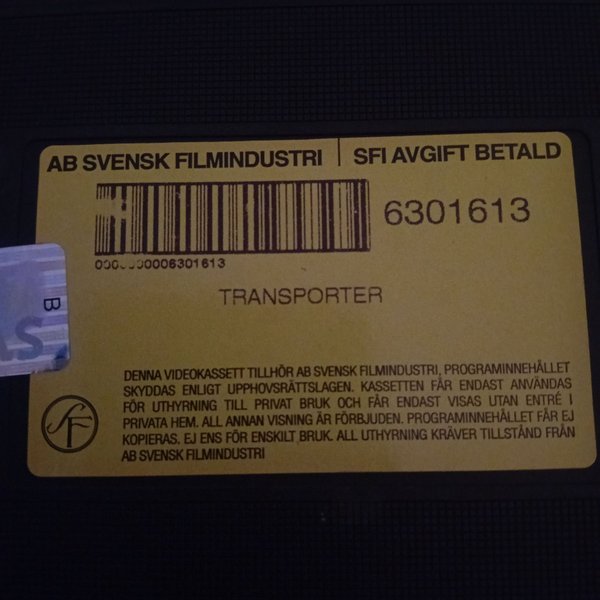 AB SVENSK FILMINDUSTRI | SFI AVGIFT BETALD
6301613
0006301613
TRANSPORTER
B
DENNA VIDEOKASSETT TILLHÖR AB SVENSK FILMINDUSTRI, PROGRAMINNEHÅLLET
SKYDDAS ENLIGT UPPHOVSRÄTTSLAGEN. KASSETTEN FÅR ENDAST ANVÄNDAS
FÖR UTHYRNING TILL PRIVAT BRUK OCH FÅR ENDAST VISAS UTAN ENTRÉ I
PRIVATA HEM. ALL ANNAN VISNING ÄR FÖRBJUDEN. PROGRAMINNEHÅLLET FÅR EJ
KOPIERAS. EJ ENS FÖR ENSKILT BRUK. ALL UTHYRNING KRÄVER TILLSTÅND FRÅN
AB SVENSK FILMINDUSTRI
SF